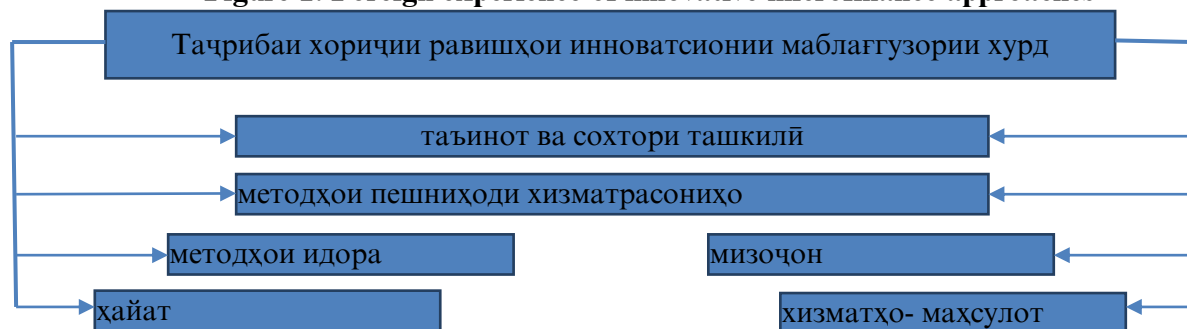 Таҷрибаи хориҷии равишҳои инноватсионии маблағгузории хурд
таъинот ва сохтори ташкилӣ
методҳои пешниҳоди хизматрасониҳо
методҳои идора
мизоҷон
ҳайат
хизматҳо- маҳсулот